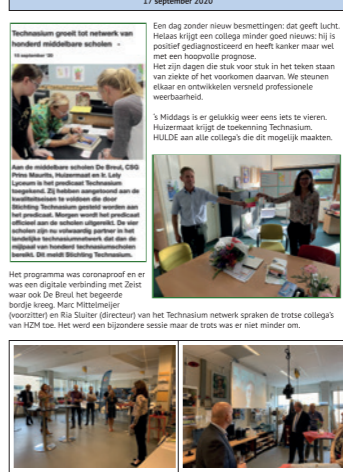 17 september 2020
Technasium groeit tot netwerk van
honderd middelbare scholen -
15 september '20
Aan de middelbare scholen De Breul, CSG
Prins Maurits, Huizermaat en Ir. Lely
Lyceum is het predicaat Technasium
toegekend. Zij hebben aangetoond aan de
kwaliteitseisen te voldoen die door
Stichting Technasium gesteld worden aan
het predicaat. Morgen wordt het predicaat
officieel aan de scholen uitgereikt. De vier
scholen zijn nu volwaardig partner in het
landelijke technasiumnetwerk dat dan de
mijlpaal van honderd technasiumscholen
bereikt. Dit meldt Stichting Technasium.
Een dag zonder nieuw besmettingen: dat geeft lucht.
Helaas krijgt een collega minder goed nieuws: hij is
positief gediagnosticeerd en heeft kanker maar wel
met een hoopvolle prognose.
Het zijn dagen die stuk voor stuk in het teken staan
van ziekte of het voorkomen daarvan. We steunen
elkaar en ontwikkelen versneld professionele
weerbaarheid.
's Middags is er gelukkig weer eens iets te vieren.
Huizermaat krijgt de toekenning Technasium.
HULDE aan alle collega's die dit mogelijk maakten.
Het programma was coronaproof en er
was een digitale verbinding met Zeist
waar ook De Breul het begeerde
bordje kreeg. Marc Mittelmeijer
(voorzitter) en Ria Sluiter (directeur) van het Technasium netwerk spraken de trotse collega's
van HZM toe. Het werd een bijzondere sessie maar de trots was er niet minder om.